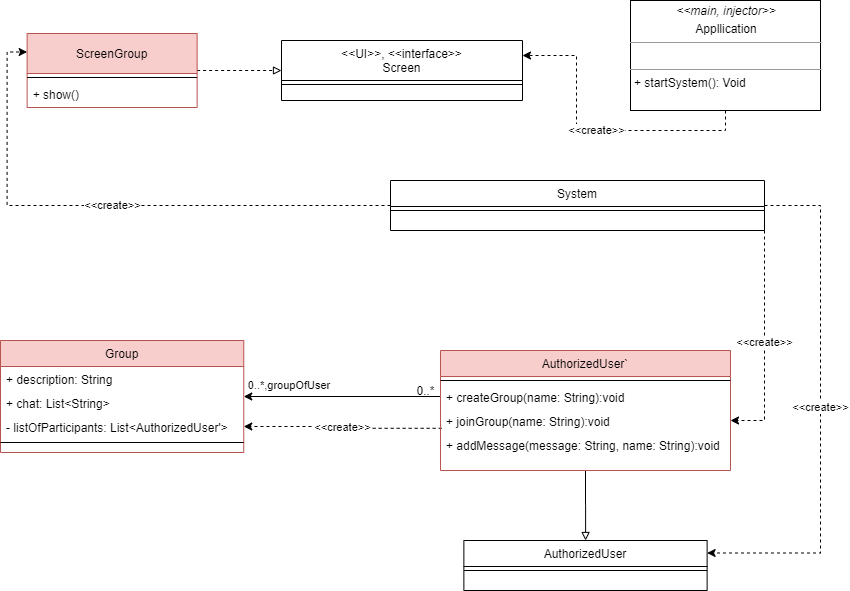 <<main, injector>>
Appllication
+ startSystem(): Void
ScreenGroup
+ show()
<<UI>>, <<interface>>
Screen
<<create>>
System
<<create>>
<<create>>
<<create>>
Group
+ description: String
+ chat: List<String>
- listOfParticipants: List<AuthorizedUser'>
0..*,groupOfUser
0..*
<<create>>
AuthorizedUser`
+ createGroup(name: String):void
+ joinGroup(name: String):void
+ addMessage(message: String, name: String):void
AuthorizedUser